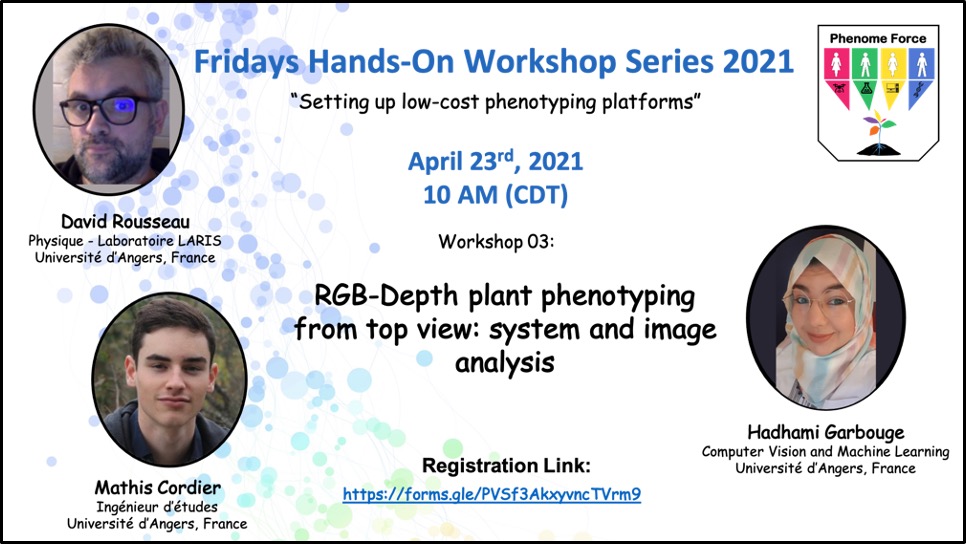 Fridays Hands-On Workshop Series 2021
“Setting up low-cost phenotyping platforms”
April 23rd, 2021
10 AM (CDT)
Phenome Force
David Rousseau
Physique - Laboratoire LARIS
Université d’Angers, France
Workshop 03:
RGB-Depth plant phenotyping
from top view: system and image
analysis
Mathis Cordier
Ingénieur d’études
Université d’Angers, France
Hadhami Garbouge
Computer Vision and Machine Learning
Université d’Angers, France
Registration Link:
https://forms.gle/PVSf3AkxyvncTVrm9